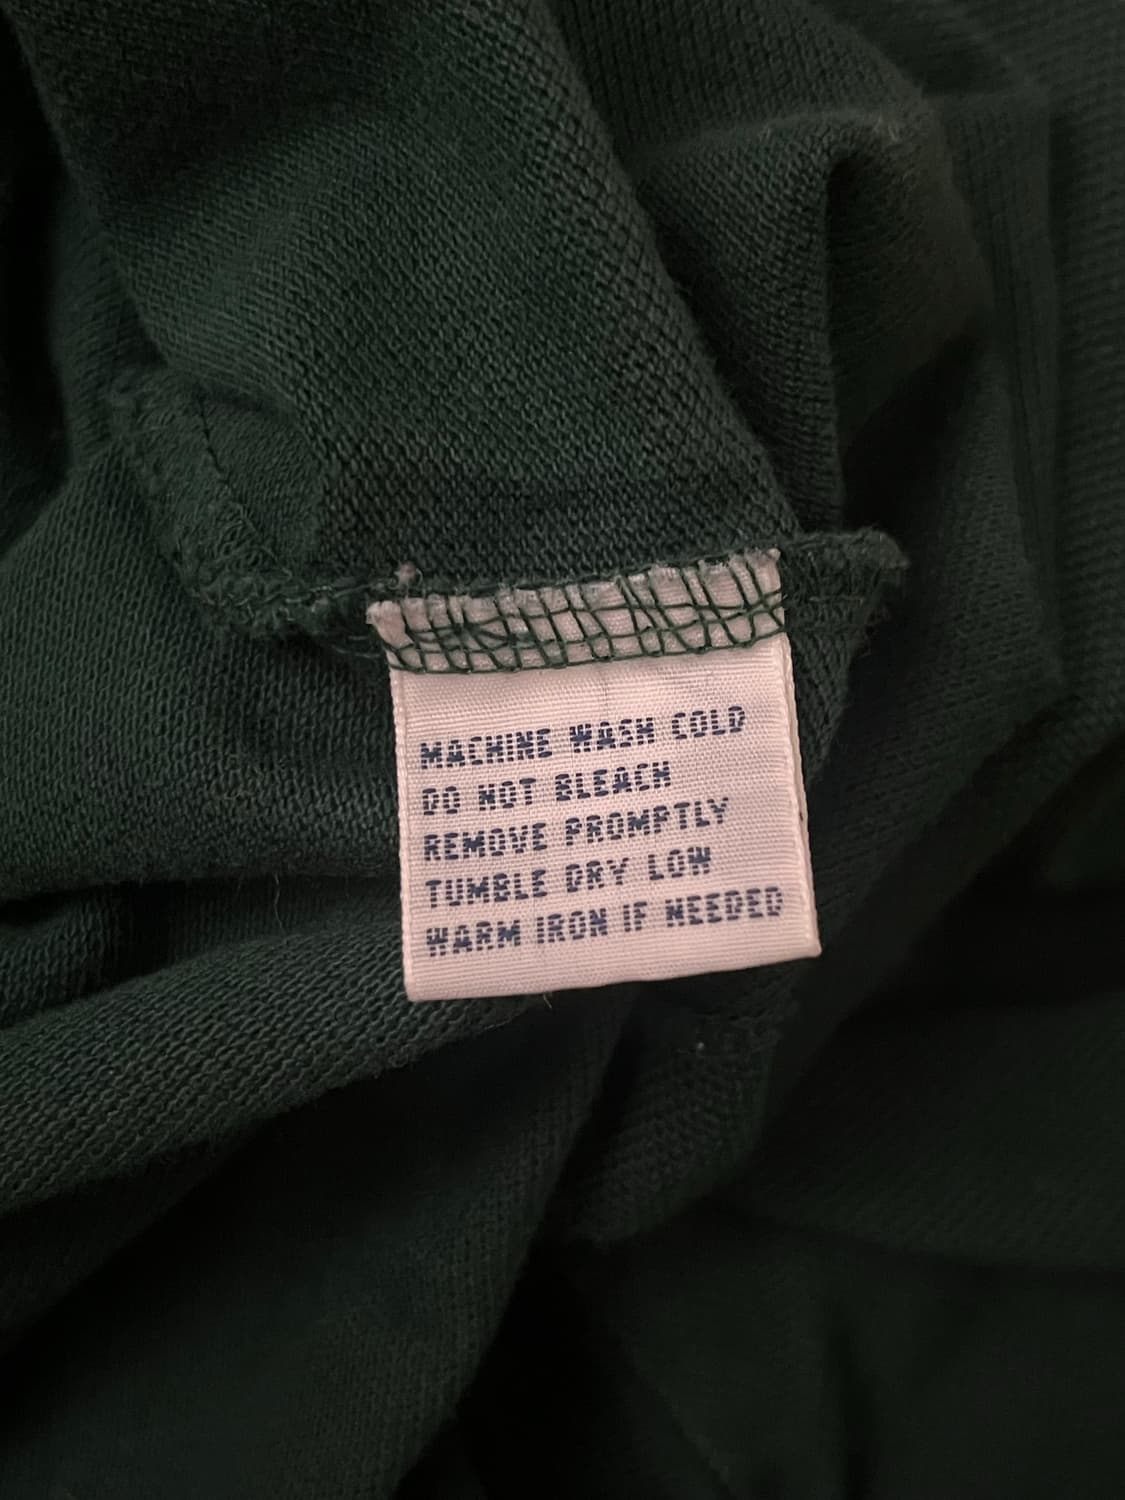 MACHINE WASH COLD
DO NOT BLEACH
REMOVE PROMPTLY
TUMBLE DRY LOW
WARM IRON IF NEEDED